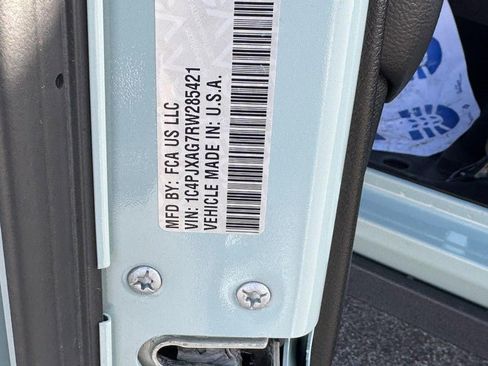 MFD BY: FCA US LLC
VIN: 1C4PJXAG7RW285421
VEHICLE MADE IN: U.S.A.